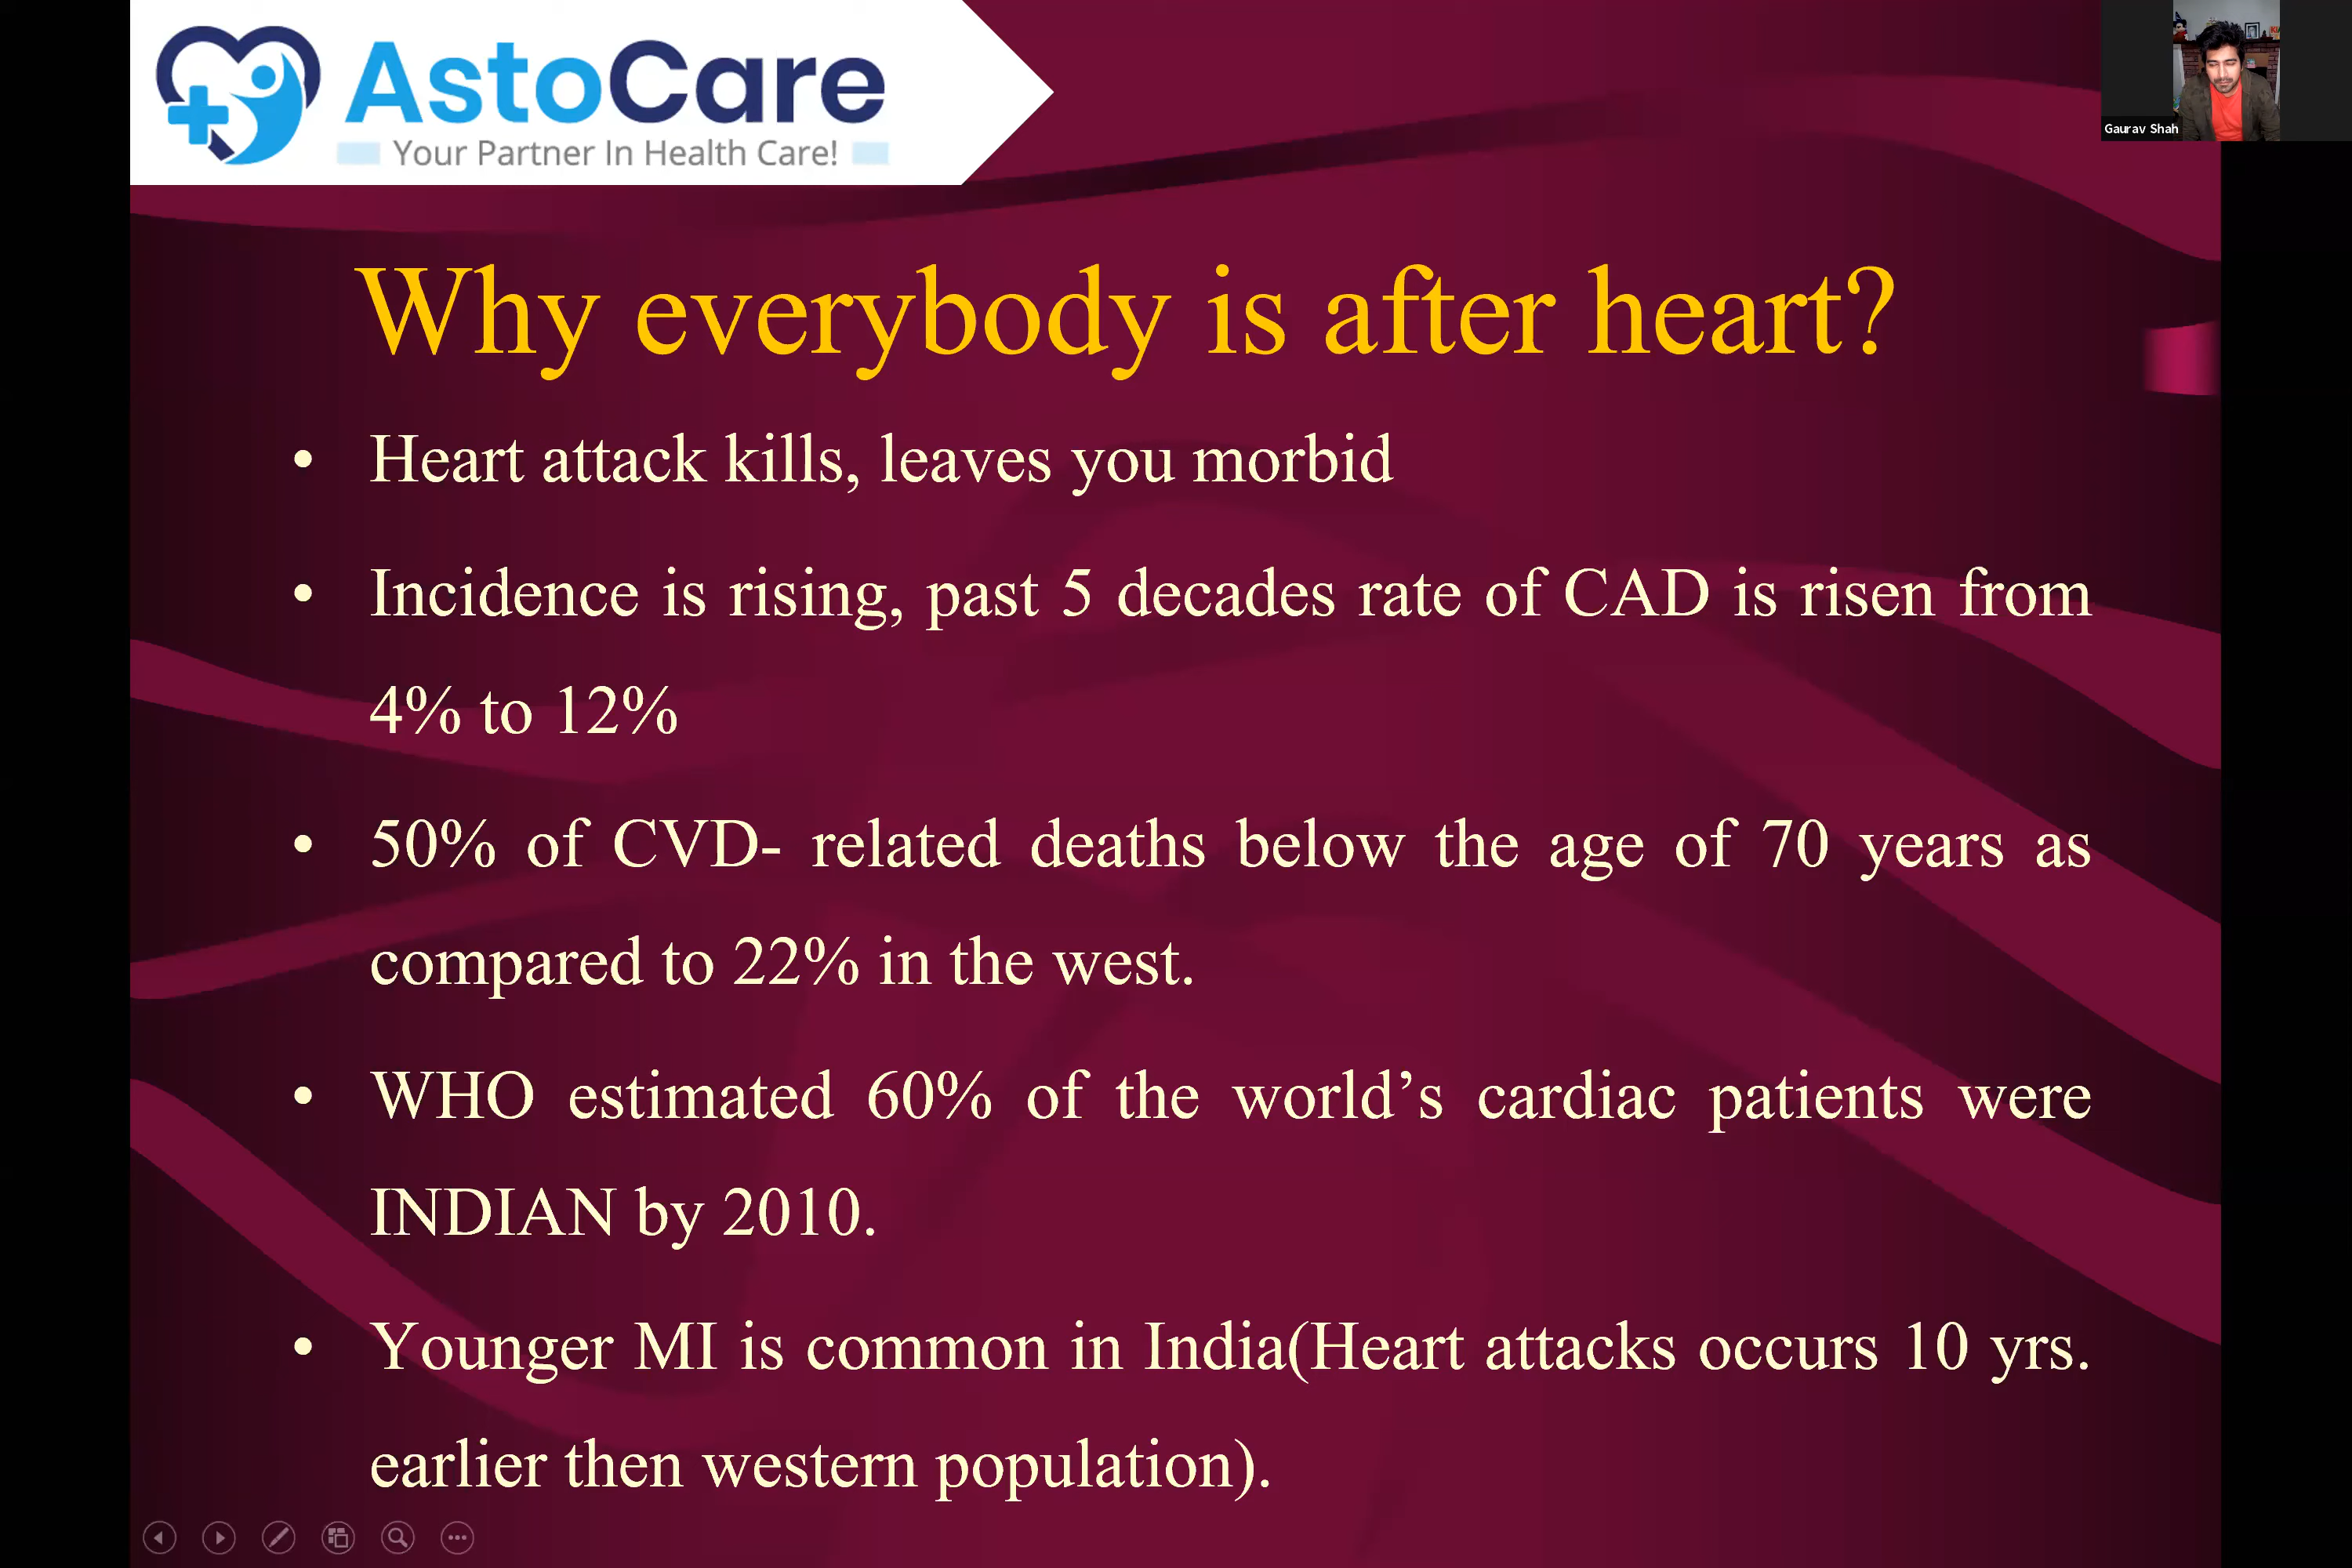 AstoCare
Your Partner In Health Care!
Gaurav Shah
Why everybody is after heart?
• Heart attack kills, leaves you morbid
• Incidence is rising, past 5 decades rate of CAD is risen from
4% to 12%
• 50% of CVD- related deaths below the age of 70 years as
compared to 22% in the west.
• WHO estimated 60% of the world’s cardiac patients were
INDIAN by 2010.
• Younger MI is common in India(Heart attacks occurs 10 yrs.
earlier then western population).